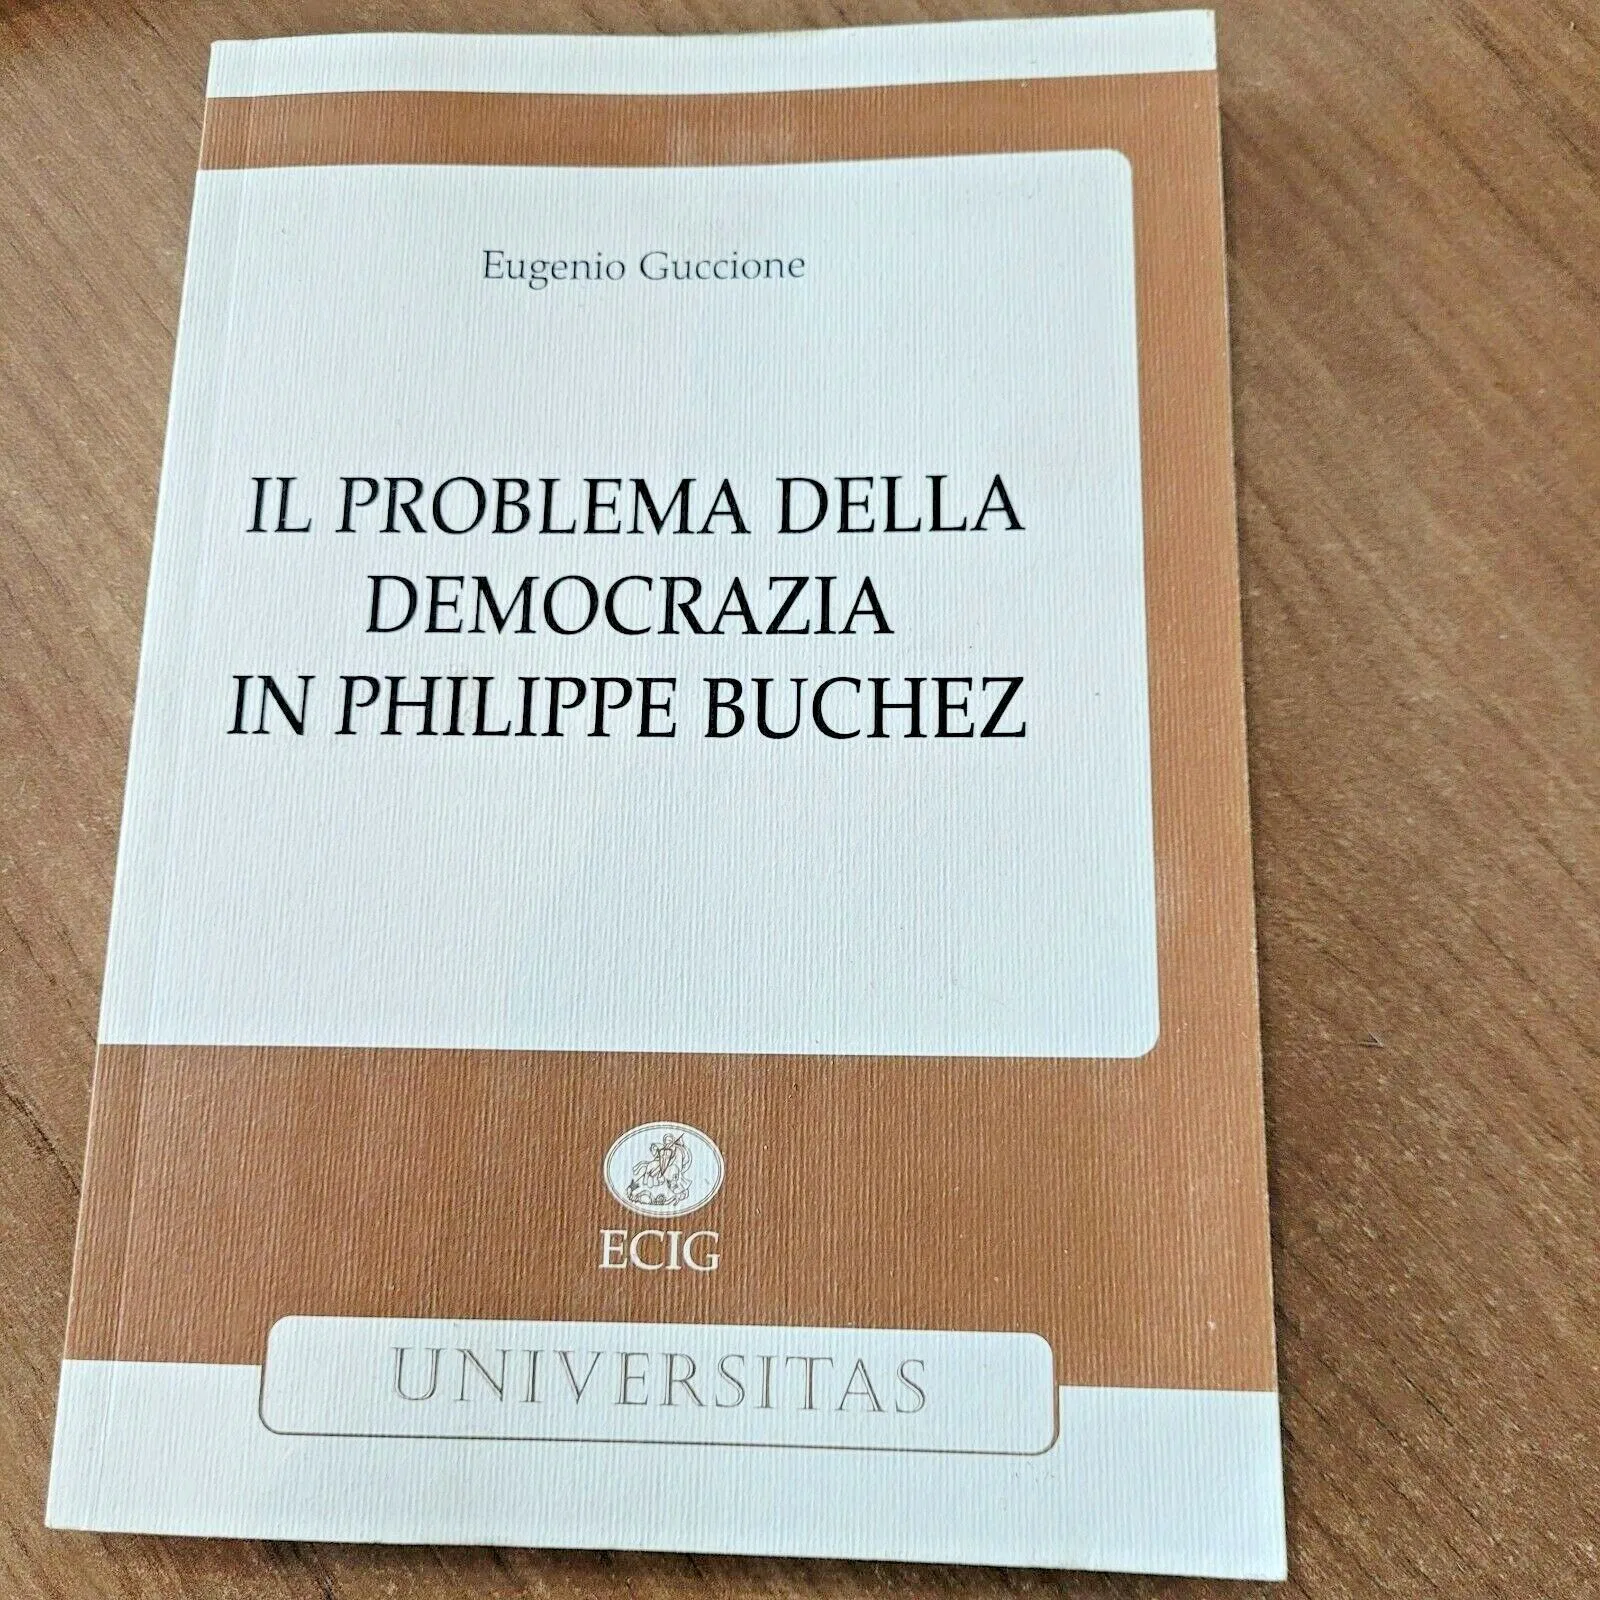 Eugenio Guccione
IL PROBLEMA DELLA
DEMOCRAZIA
IN PHILIPPE BUCHEZ
ECIG
UNIVERSITAS